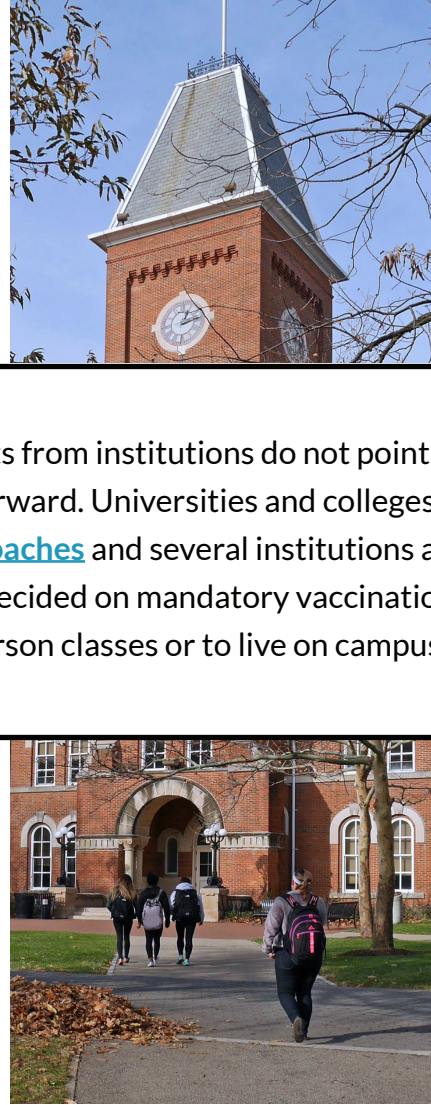 ts from institutions do not point
rward. Universities and colleges
oaches and several institutions a
ecided on mandatory vaccinatio
rson classes or to live on campus